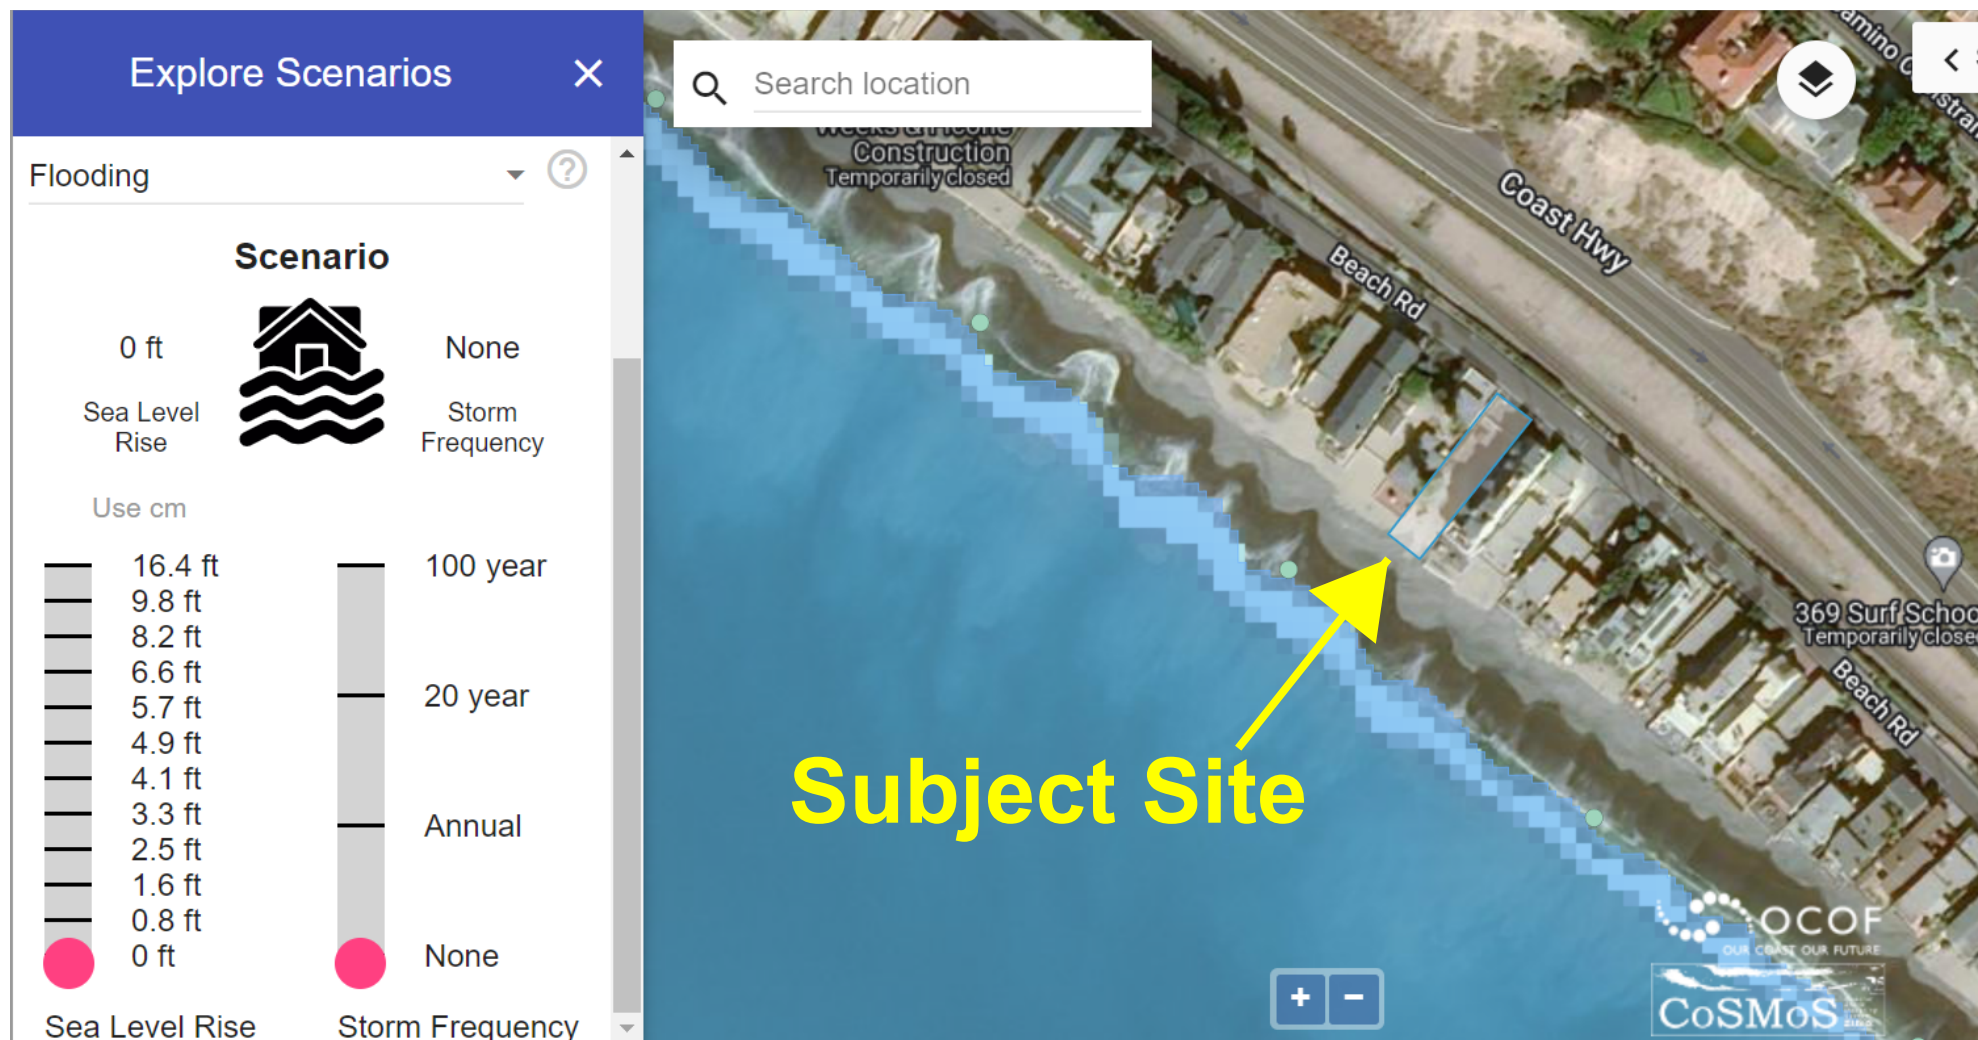 Explore Scenarios
Search location
Flooding
Scenario
0 ft
None
Sea Level
Rise
Storm
Frequency
Use cm
16.4 ft
9.8 ft
8.2 ft
6.6 ft
5.7 ft
4.9 ft
4.1 ft
3.3 ft
2.5 ft
1.6 ft
0.8 ft
0 ft
Sea Level Rise
100 year
20 year
Annual
None
Storm Frequency
Construction
Temporarily closed
Coast Hwy
Beach Rd
Subject Site
369 Surf Schoo
Temporarily close
Beach Rd
OCOF
OUR COAST OUR FUTURE
CoSMoS